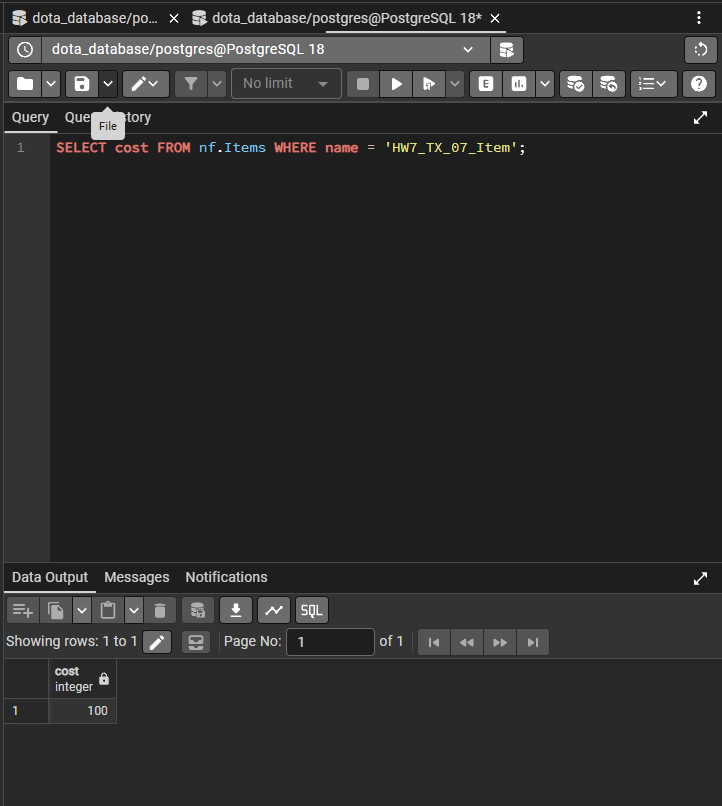 dota_database/po...
dota_database/postgres@PostgreSQL 18*
dota_database/postgres@PostgreSQL 18
No limit
E
SQL
Query
File
1
SELECT cost FROM nf.Items WHERE name = 'HW7_TX_07_Item';
Data Output
Messages
Notifications
SQL
Showing rows: 1 to 1
Page No:
1
of 1
cost
integer
1
100